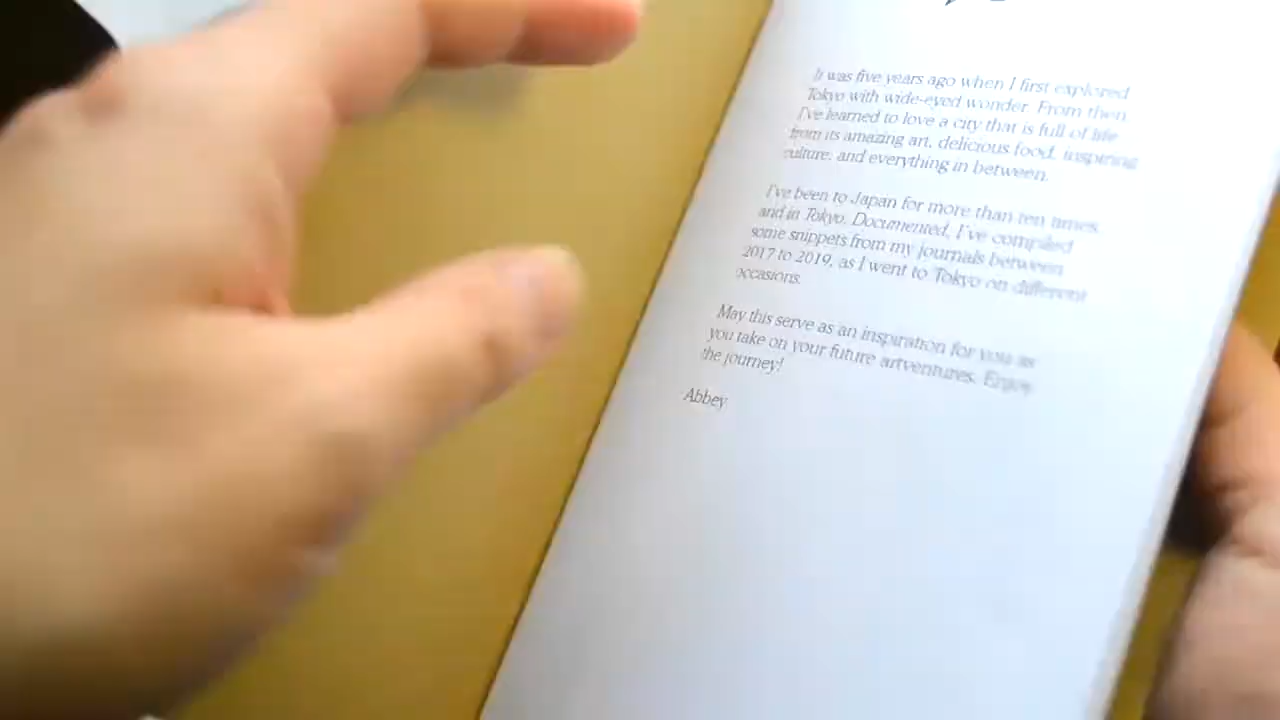 It was five years ago when I first explored
Tokyo with wide-eyed wonder. From then
I've learned to love a city that is full of life
from its amazing art, delicious food, inspiring
culture, and everything in between.
I've been to Japan for more than ten times
and in Tokyo. Documented, I've compiled
some snippets from my journals between
2017 to 2019, as I went to Tokyo on different
occasions.
May this serve as an inspiration for you as
you take on your future artventures. Enjoy
the journey!
Abbey